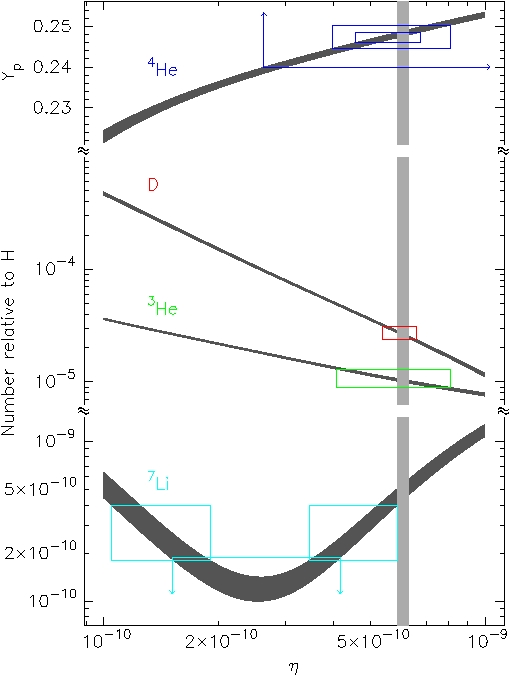 0.25
0.24
0.23
Yₚ
⁴He
D
10⁻⁴
³He
10⁻⁵
Number relative to H
10⁻⁹
5×10⁻¹⁰
⁷Li
2×10⁻¹⁰
10⁻¹⁰
10⁻¹⁰ 2×10⁻¹⁰ 5×10⁻¹⁰ 10⁻⁹
η